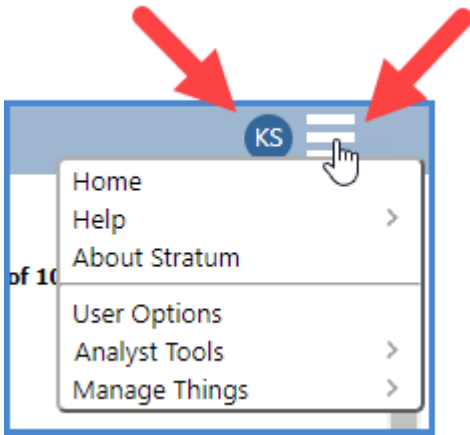 KS
Home
Help
About Stratum
of 10
User Options
Analyst Tools
Manage Things